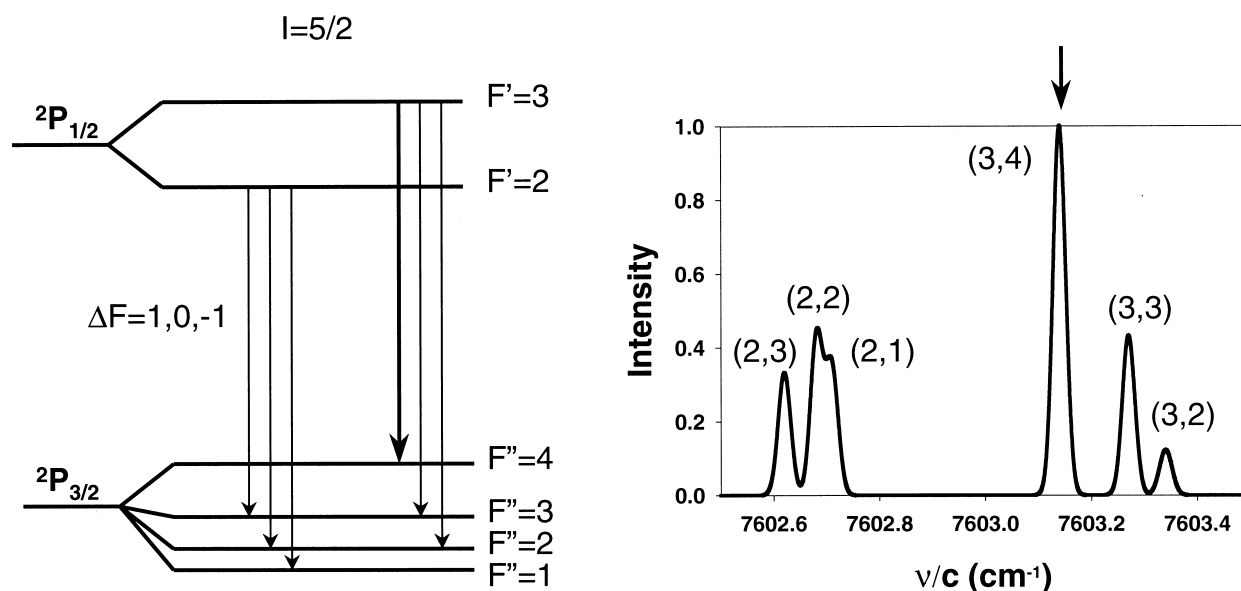 I=5/2
²P₁/₂
F'=3
F'=2
ΔF=1,0,-1
²P₃/₂
F"=4
F"=3
F"=2
F"=1
Intensity
1.0
0.8
0.6
0.4
0.2
0.0
(2,3)
(2,2)
(2,1)
(3,4)
(3,3)
(3,2)
7602.6 7602.8 7603.0 7603.2 7603.4
ν/c (cm⁻¹)